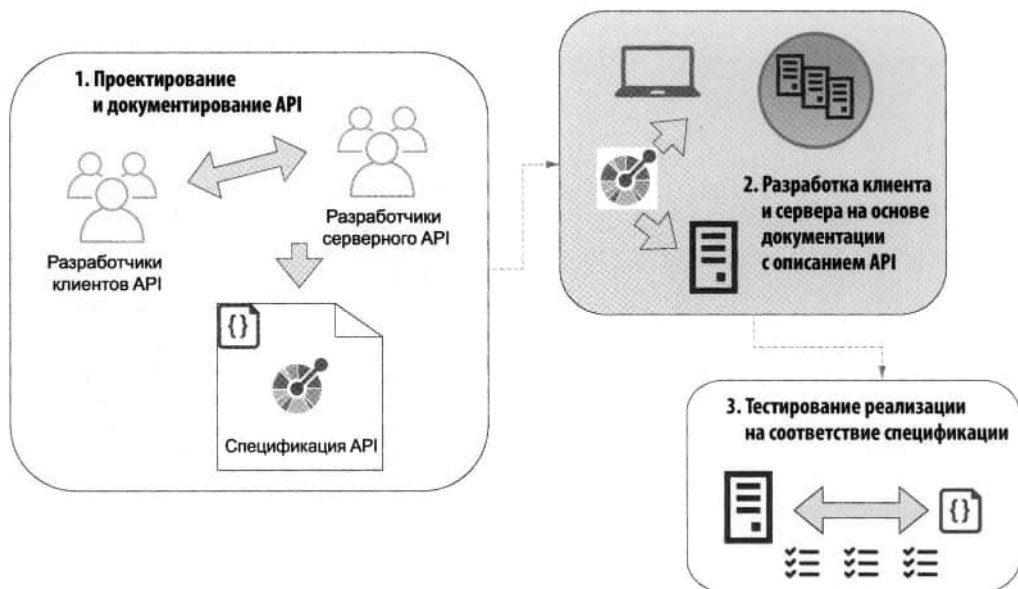 1. Проектирование
и документирование API
Разработчики
серверного API
Разработчики
клиентов API
{}
Спецификация API
2. Разработка клиента
и сервера на основе
документации
с описанием API
3. Тестирование реализации
на соответствие спецификации
{}